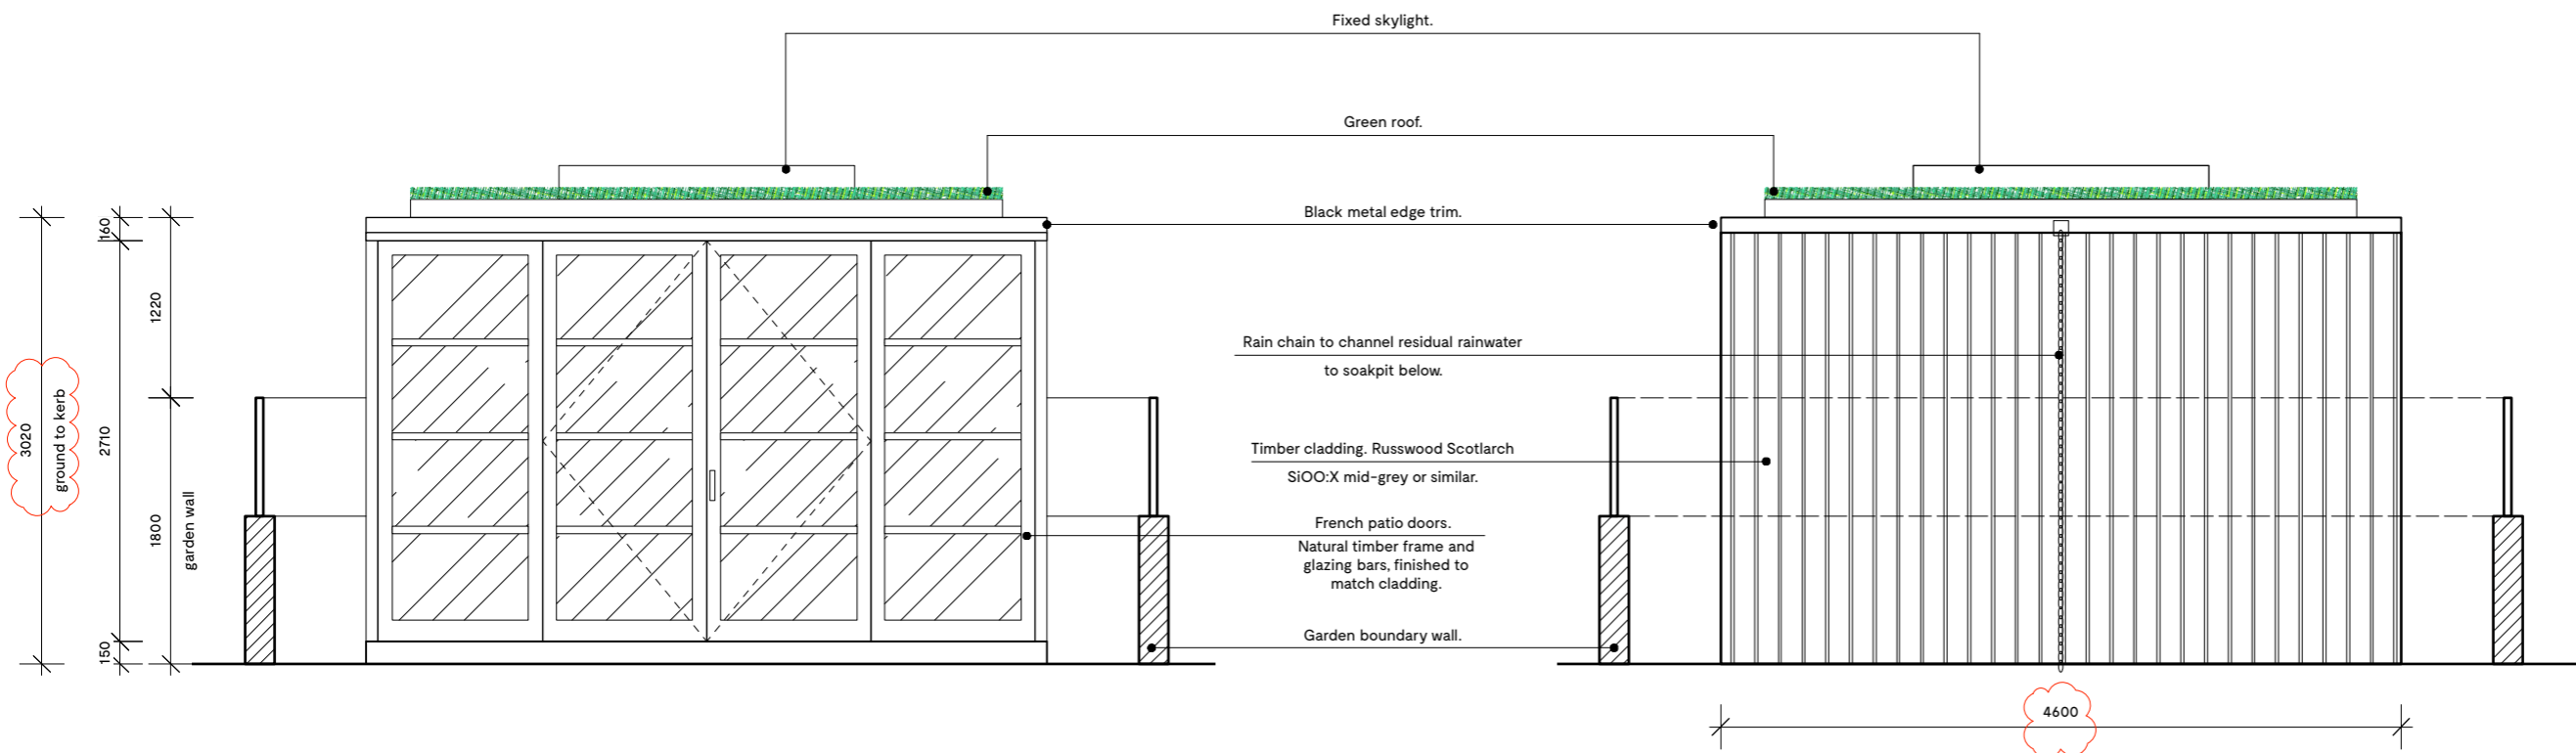 Fixed skylight.
Green roof.
Black metal edge trim.
Rain chain to channel residual rainwater
to soakpit below.
Timber cladding. Russwood Scotlarch
SiOO:X mid-grey or similar.
French patio doors.
Natural timber frame and
glazing bars, finished to
match cladding.
Garden boundary wall.
3020
ground to kerb
160
2710
150
1220
1800
garden wall
4600